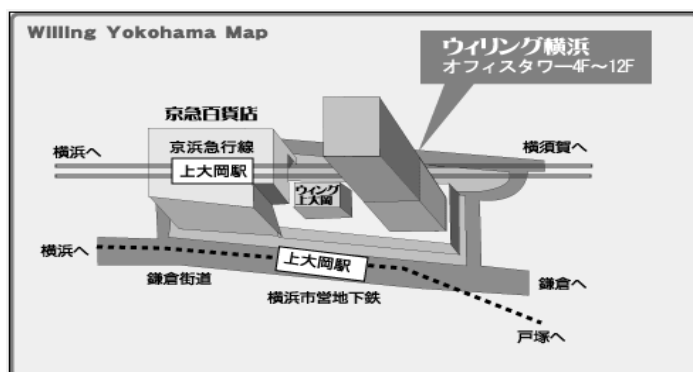 Willing Yokohama Map
ウィリング横浜
オフィスタワー4F～12F
京急百貨店
京浜急行線
横浜へ
横須賀へ
上大岡駅
ウィング
上大岡
横浜へ
上大岡駅
鎌倉街道
横浜市営地下鉄
鎌倉へ
戸塚へ